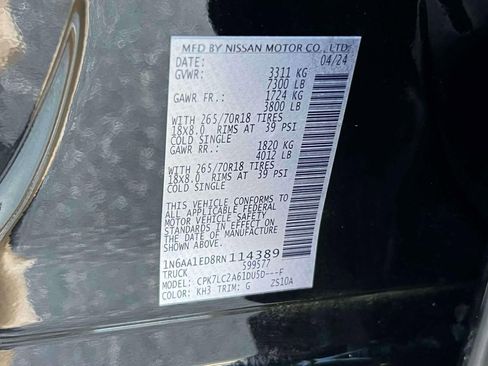 MFD BY NISSAN MOTOR CO., LTD.
DATE: 04/24
GVWR: 3311 KG
7300 LB
GAWR FR.: 1724 KG
3800 LB
WITH 265/70R18 TIRES
18X8.0 RIMS AT 39 PSI
COLD SINGLE
GAWR RR.: 1820 KG
4012 LB
WITH 265/70R18 TIRES
18X8.0 RIMS AT 39 PSI
COLD SINGLE
THIS VEHICLE CONFORMS TO
ALL APPLICABLE FEDERAL
MOTOR VEHICLE SAFETY
STANDARDS IN EFFECT ON
THE DATE OF MANUFACTURE
1N6AA1ED8RN114389
TRUCK 599577
MODEL: CPK7LC2A61DU5D---F
COLOR: KH3 TRIM: G ZS10A